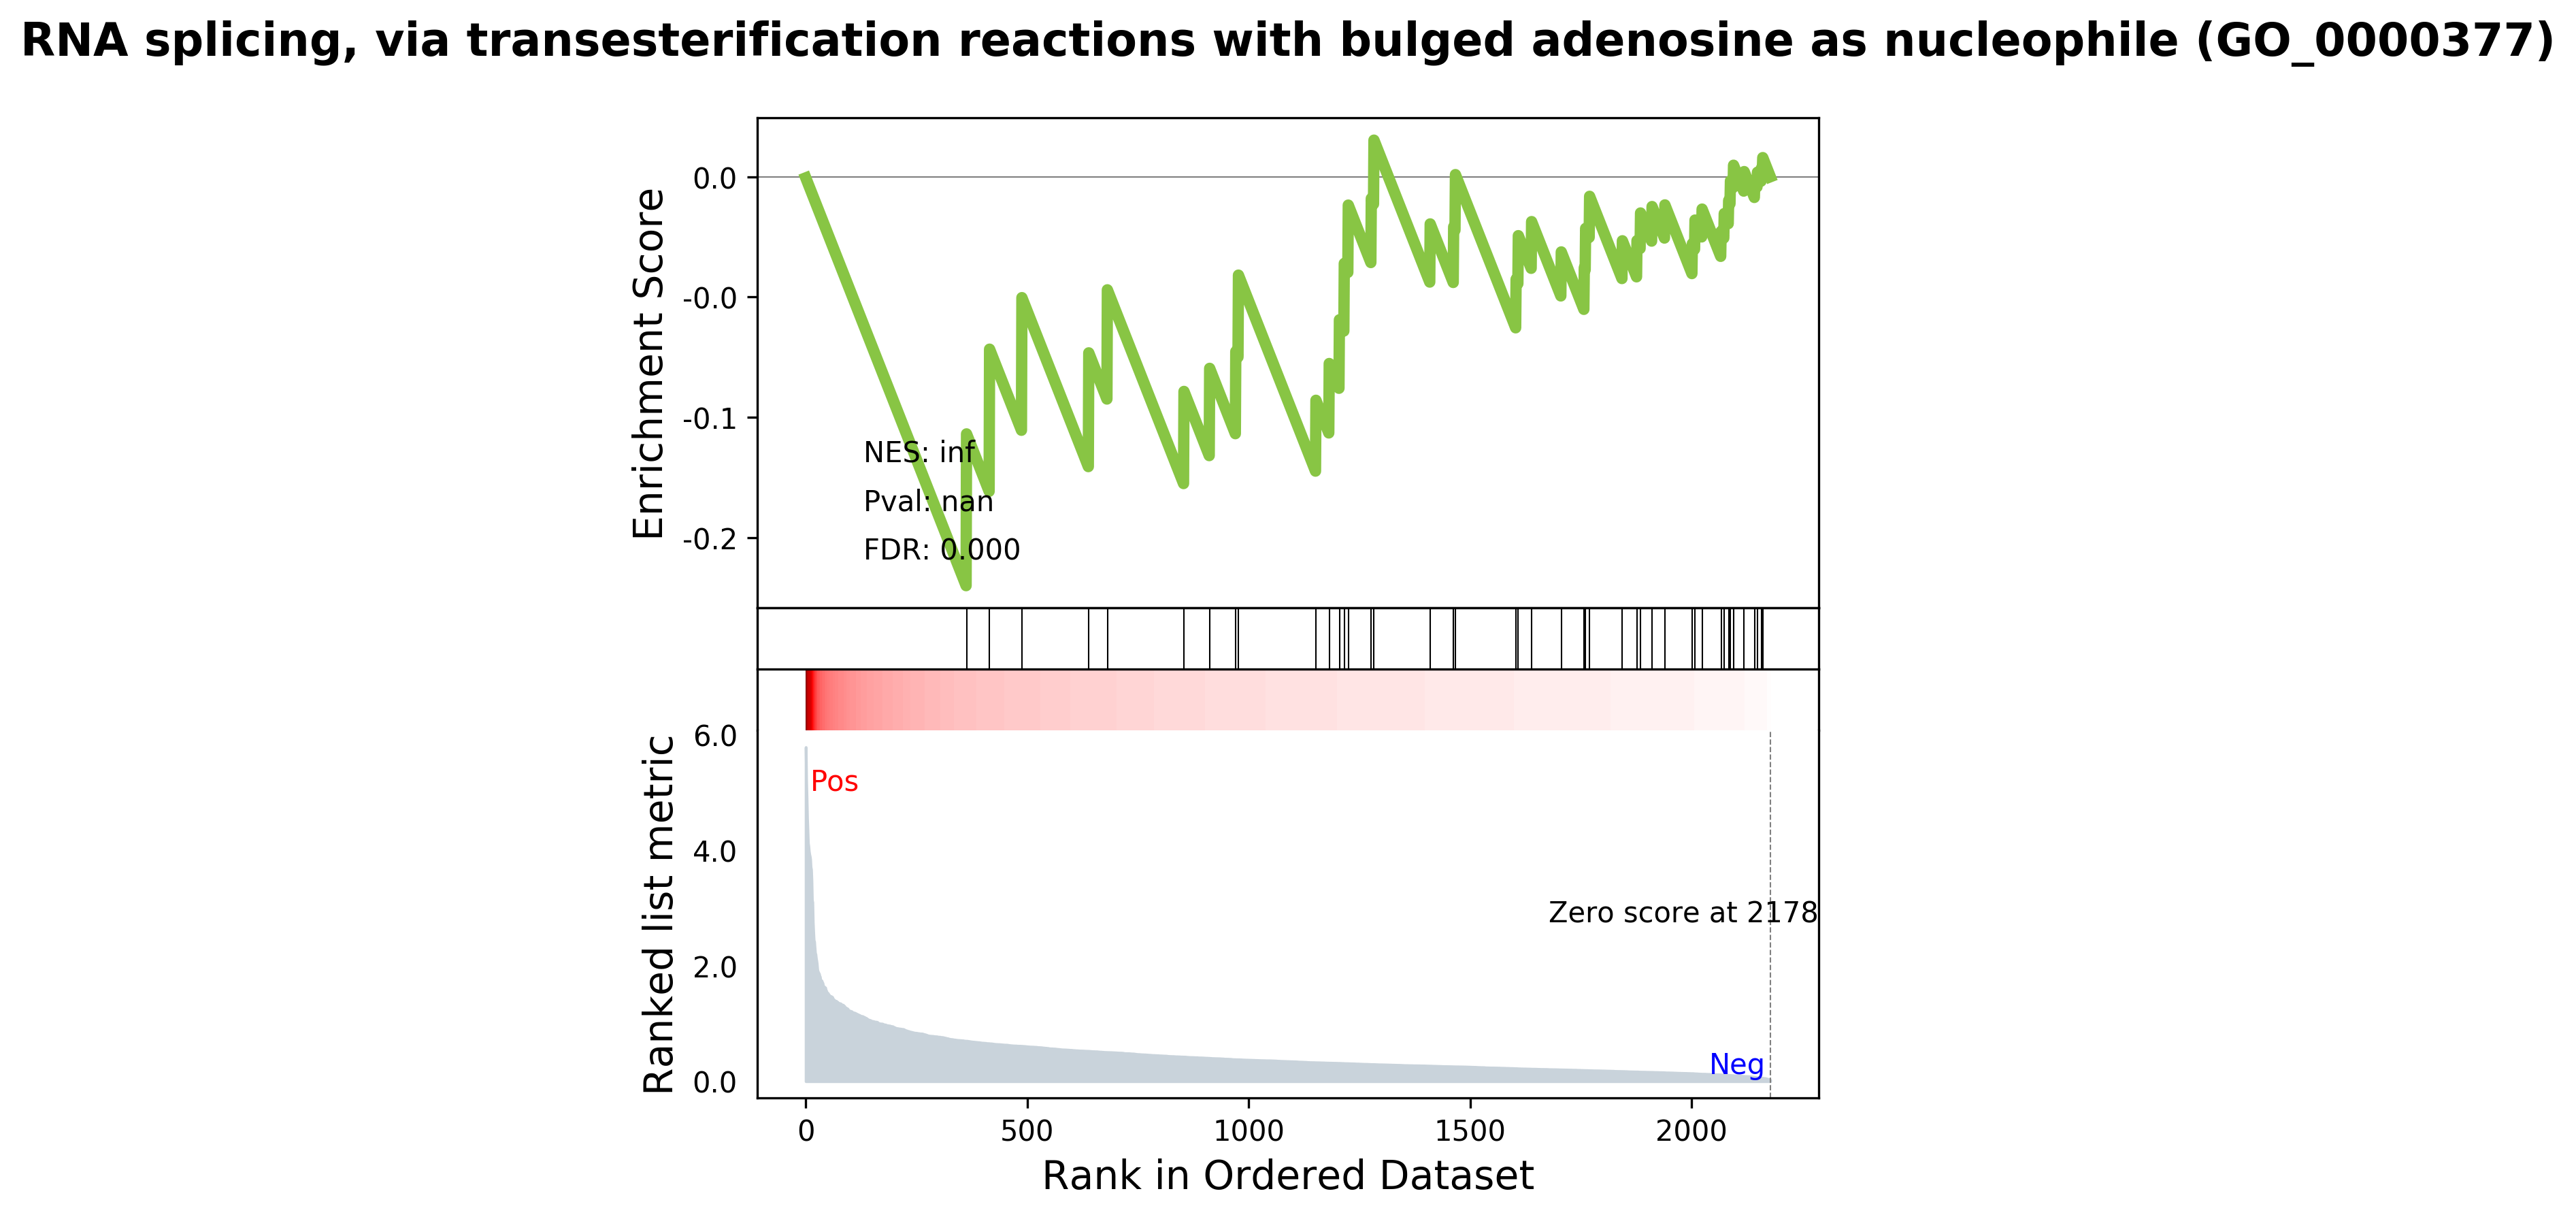 RNA splicing, via transesterification reactions with bulged adenosine as nucleophile (GO_0000377)
Enrichment Score
0.0
-0.0
-0.1
-0.2
NES: inf
Pval: nan
FDR: 0.000
Ranked list metric
6.0
4.0
2.0
0.0
Pos
Zero score at 2178
Neg
0 500 1000 1500 2000
Rank in Ordered Dataset